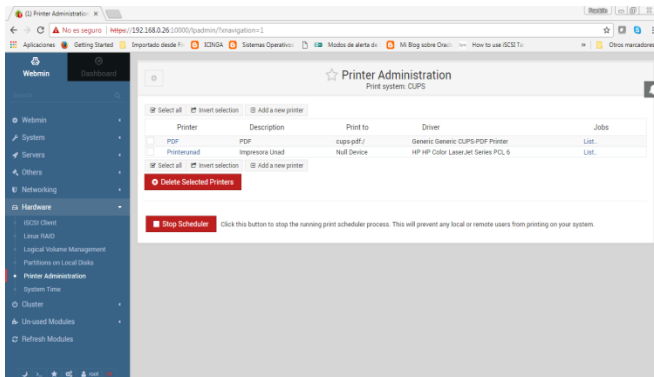 (1) Printer Administration
No es seguro | https://192.168.0.26:10000/lpadmin/?xnavigation=1
Aplicaciones Getting Started Importado desde Fi ICINGA Sistemas Operativos Modos de alerta de Mi Blog sobre Oracl How to use iSCSI Ta » Otros marcadores
Webmin Dashboard
Printer Administration
Print system: CUPS
Select all Invert selection Add a new printer
Printer Description Print to Driver Jobs
PDF PDF cups-pdf:/ Generic Generic CUPS-PDF Printer List..
Printerunad Impresora Unad Null Device HP HP Color LaserJet Series PCL 6 List..
Select all Invert selection Add a new printer
Delete Selected Printers
Stop Scheduler Click this button to stop the running print scheduler process. This will prevent any local or remote users from printing on your system.
Webmin
System
Servers
Others
Networking
Hardware
iSCSI Client
Linux RAID
Logical Volume Management
Partitions on Local Disks
Printer Administration
System Time
Cluster
Un-used Modules
Refresh Modules
root